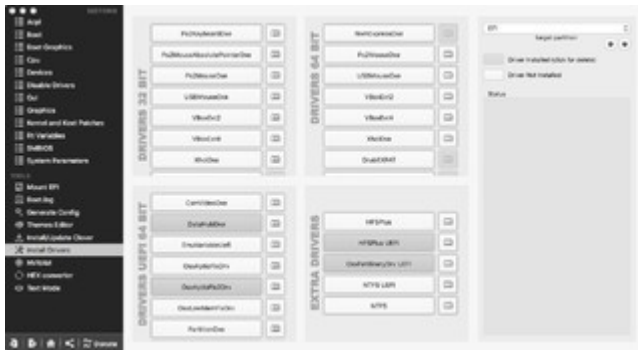 SECTIONS
Acpi
Boot
Boot Graphics
Cpu
Devices
Disable Drivers
Gui
Graphics
Kernel and Kext Patches
Rt Variables
SMBIOS
System Parameters
TOOLS
Mount EFI
Boot.log
Generate Config
Themes Editor
Install/Update Clover
Install Drivers
HEX converter
Text Mode
Donate
DRIVERS 32 BIT
Ps2KeyboardDxe
Ps2MouseAbsolutePointerDxe
Ps2MouseDxe
USBMouseDxe
VBoxExt2
VBoxExt4
XhciDxe
DRIVERS 64 BIT
NvmExpressDxe
Ps2MouseDxe
USBMouseDxe
VBoxExt2
VBoxExt4
XhciDxe
GrubEXFAT
DRIVERS UEFI 64 BIT
CsmVideoDxe
DataHubDxe
EmuVariableUefi
OsxAptioFixDrv
OsxAptioFix2Drv
OsxLowMemFixDrv
PartitionDxe
EXTRA DRIVERS
HFSPlus
HFSPlus UEFI
OsxFatBinaryDrv UEFI
NTFS UEFI
NTFS
EFI
target partition
Driver Installed (click for delete)
Driver Not Installed
Status